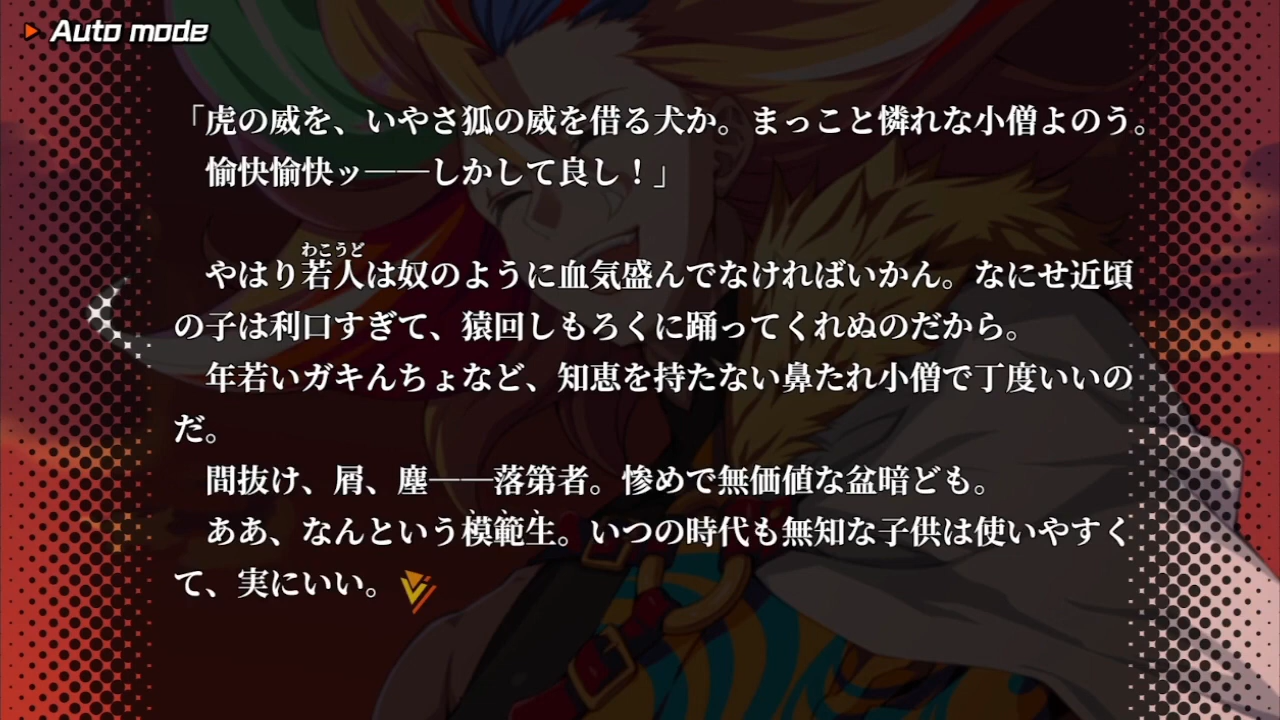 Auto mode
「虎の威を、いやさ狐の威を借る犬か。まっこと憐れな小僧よのう。
愉快愉快ッ──しかして良し！」
わこうど
やはり若人は奴のように血気盛んでなければいかん。なにせ近頃
の子は利口すぎて、猿回しもろくに踊ってくれぬのだから。
年若いガキんちょなど、知恵を持たない鼻たれ小僧で丁度いいの
だ。
間抜け、屑、塵──落第者。惨めで無価値な盆暗ども。
ああ、なんという模範生。いつの時代も無知な子供は使いやすく
て、実にいい。